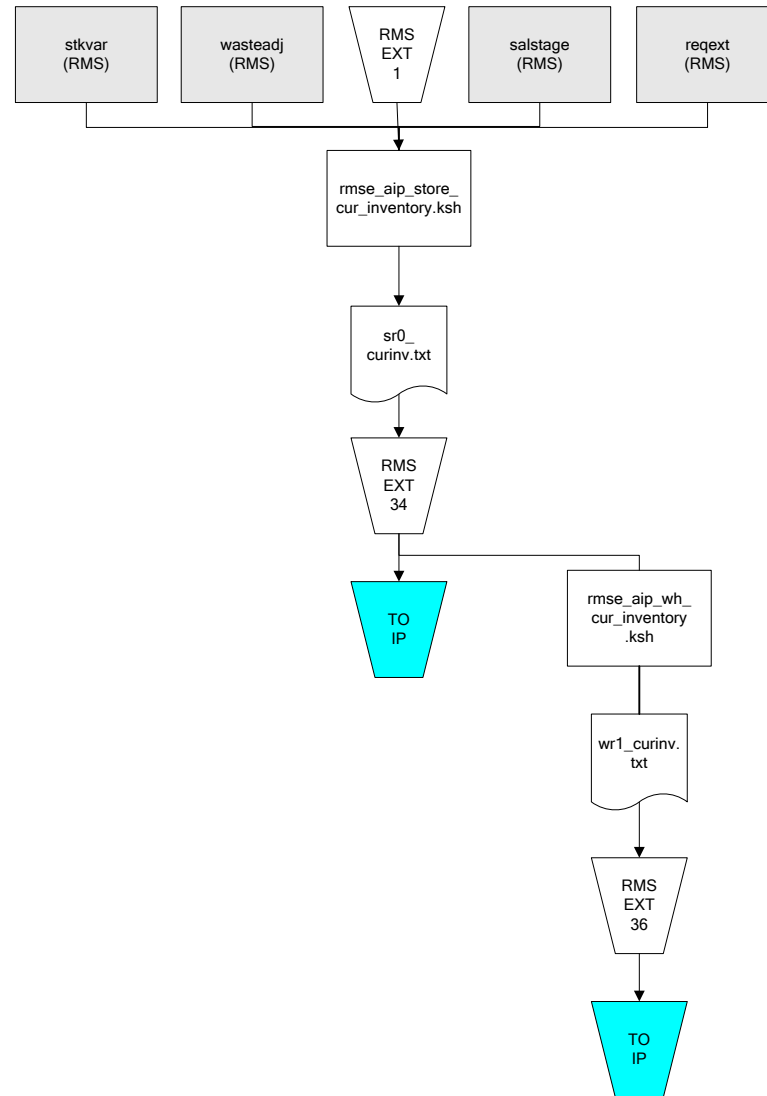 stkvar
(RMS)
wasteadj
(RMS)
RMS
EXT
1
salstage
(RMS)
reqext
(RMS)
rmse_aip_store_
cur_inventory.ksh
sr0_
curinv.txt
RMS
EXT
34
TO
IP
rmse_aip_wh_
cur_inventory
.ksh
wr1_curinv.
txt
RMS
EXT
36
TO
IP